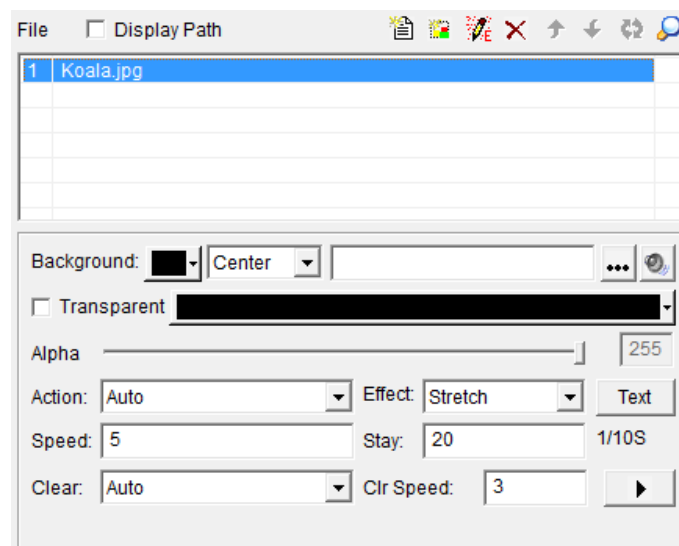 File Display Path
1 Koala.jpg
Background: Center
Transparent
Alpha 255
Action: Auto Effect: Stretch Text
Speed: 5 Stay: 20 1/10S
Clear: Auto Clr Speed: 3